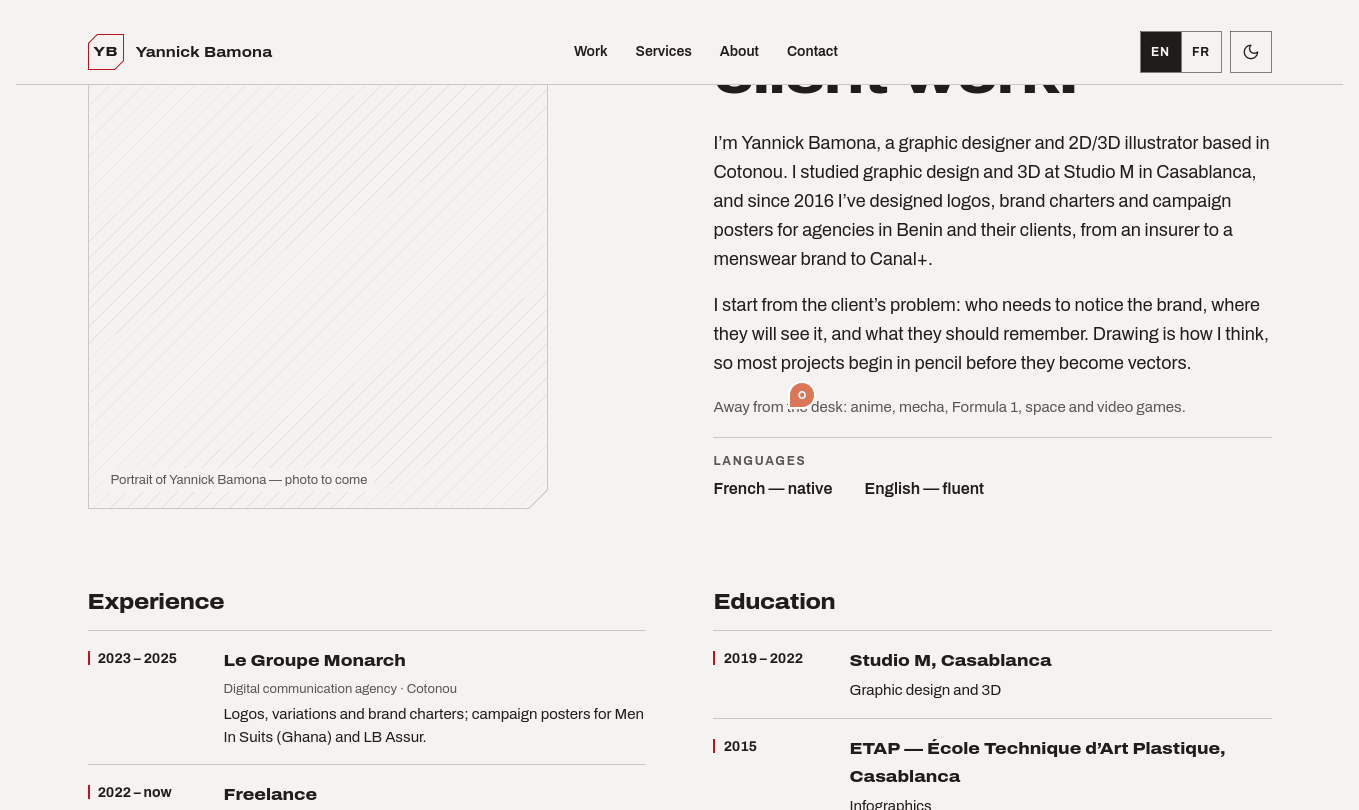 YB
Yannick Bamona
Work
Services
About
Contact
EN
FR
I’m Yannick Bamona, a graphic designer and 2D/3D illustrator based in
Cotonou. I studied graphic design and 3D at Studio M in Casablanca,
and since 2016 I’ve designed logos, brand charters and campaign
posters for agencies in Benin and their clients, from an insurer to a
menswear brand to Canal+.
I start from the client’s problem: who needs to notice the brand, where
they will see it, and what they should remember. Drawing is how I think,
so most projects begin in pencil before they become vectors.
O
Away from the desk: anime, mecha, Formula 1, space and video games.
LANGUAGES
French — native
English — fluent
Portrait of Yannick Bamona — photo to come
Experience
2023 – 2025
Le Groupe Monarch
Digital communication agency · Cotonou
Logos, variations and brand charters; campaign posters for Men
In Suits (Ghana) and LB Assur.
2022 – now
Freelance
Education
2019 – 2022
Studio M, Casablanca
Graphic design and 3D
2015
ETAP — École Technique d’Art Plastique,
Casablanca
Infographics